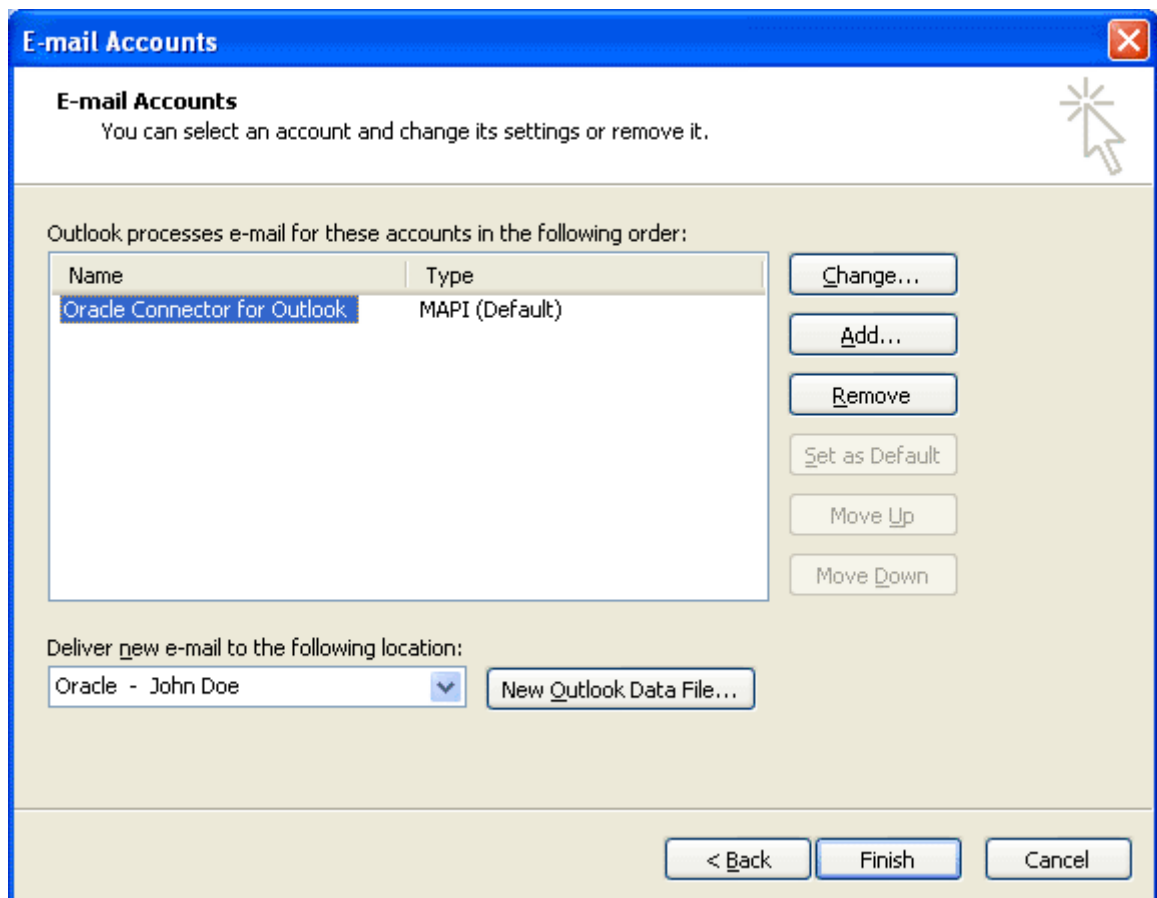 E-mail Accounts
E-mail Accounts
You can select an account and change its settings or remove it.
Outlook processes e-mail for these accounts in the following order:
Name Type
Oracle Connector for Outlook MAPI (Default)
Change...
Add...
Remove
Set as Default
Move Up
Move Down
Deliver new e-mail to the following location:
Oracle - John Doe New Outlook Data File...
< Back Finish Cancel